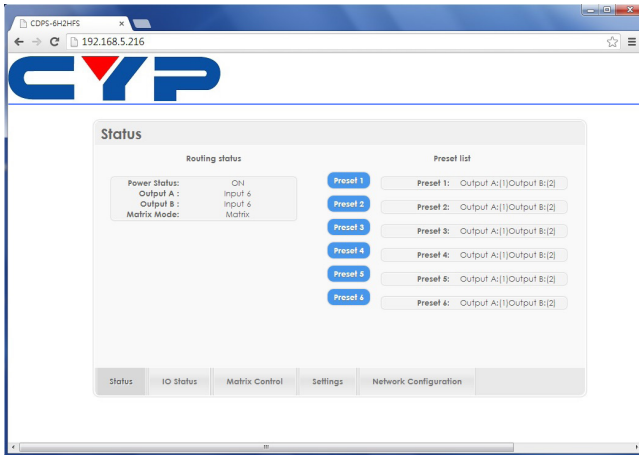 CDPS-6H2HFS
192.168.5.216
CYP
Status
Routing status
Power Status: ON
Output A : Input 6
Output B : Input 6
Matrix Mode: Matrix
Preset list
Preset 1 Preset 1: Output A:(1)Output B:(2)
Preset 2 Preset 2: Output A:(1)Output B:(2)
Preset 3 Preset 3: Output A:(1)Output B:(2)
Preset 4 Preset 4: Output A:(1)Output B:(2)
Preset 5 Preset 5: Output A:(1)Output B:(2)
Preset 6 Preset 6: Output A:(1)Output B:(2)
Status IO Status Matrix Control Settings Network Configuration